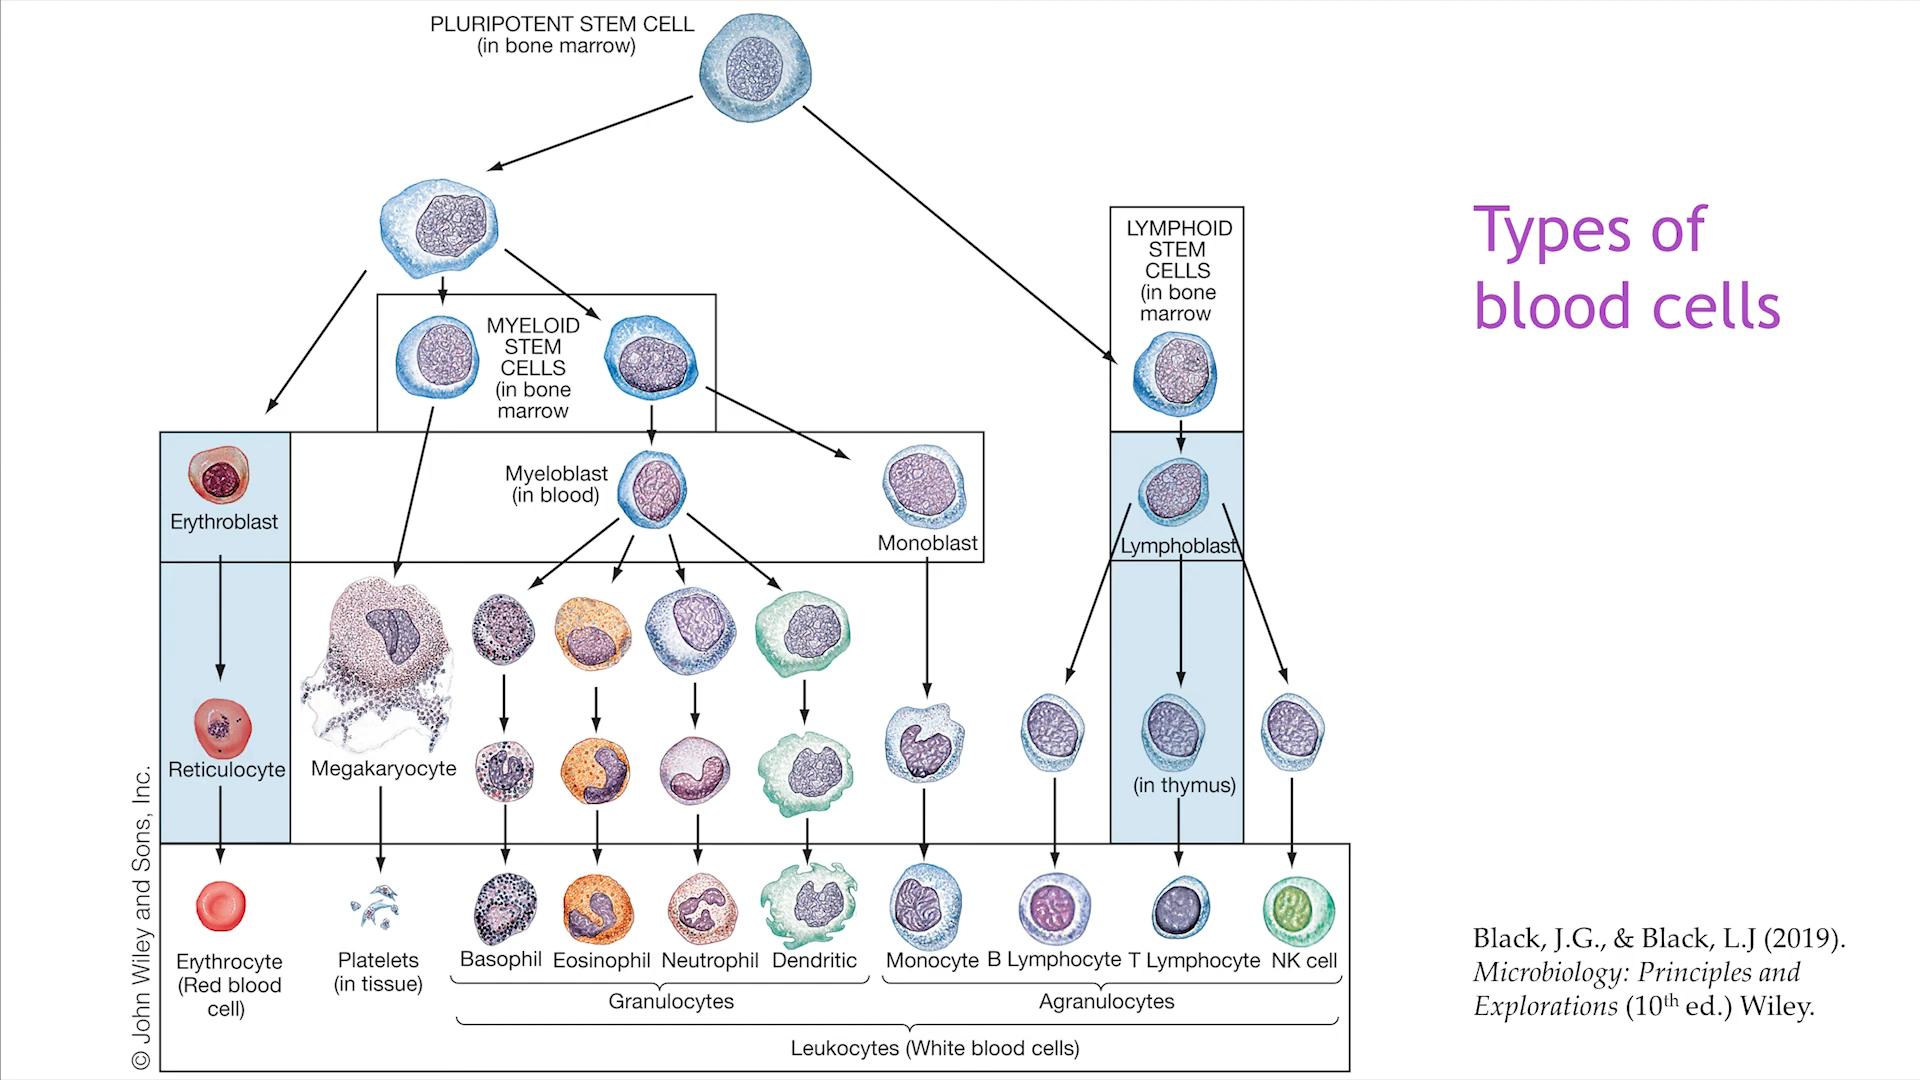 PLURIPOTENT STEM CELL
(in bone marrow)
Types of
blood cells
LYMPHOID
STEM
CELLS
(in bone
marrow
MYELOID
STEM
CELLS
(in bone
marrow
Erythroblast
Myeloblast
(in blood)
Monoblast
Lymphoblast
Reticulocyte
Megakaryocyte
(in thymus)
Erythrocyte
(Red blood
cell)
Platelets
(in tissue)
Basophil
Eosinophil
Neutrophil
Dendritic
Monocyte
B Lymphocyte
T Lymphocyte
NK cell
Granulocytes
Agranulocytes
Leukocytes (White blood cells)
© John Wiley and Sons, Inc.
Black, J.G., & Black, L.J (2019).
Microbiology: Principles and
Explorations (10th ed.) Wiley.